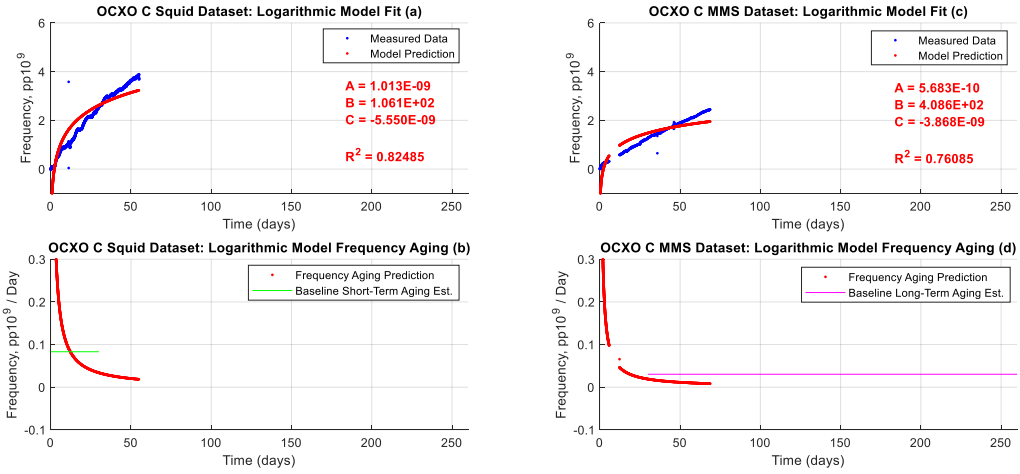 OCXO C Squid Dataset: Logarithmic Model Fit (a)
6
4
2
0
Frequency, pp10⁹
Measured Data
Model Prediction
A = 1.013E-09
B = 1.061E+02
C = -5.550E-09
R² = 0.82485
0 50 100 150 200 250
Time (days)
OCXO C MMS Dataset: Logarithmic Model Fit (c)
6
4
2
0
Frequency, pp10⁹
Measured Data
Model Prediction
A = 5.683E-10
B = 4.086E+02
C = -3.868E-09
R² = 0.76085
0 50 100 150 200 250
Time (days)
OCXO C Squid Dataset: Logarithmic Model Frequency Aging (b)
0.3
0.2
0.1
0
-0.1
Frequency, pp10⁹ / Day
Frequency Aging Prediction
Baseline Short-Term Aging Est.
0 50 100 150 200 250
Time (days)
OCXO C MMS Dataset: Logarithmic Model Frequency Aging (d)
0.3
0.2
0.1
0
-0.1
Frequency, pp10⁹ / Day
Frequency Aging Prediction
Baseline Long-Term Aging Est.
0 50 100 150 200 250
Time (days)